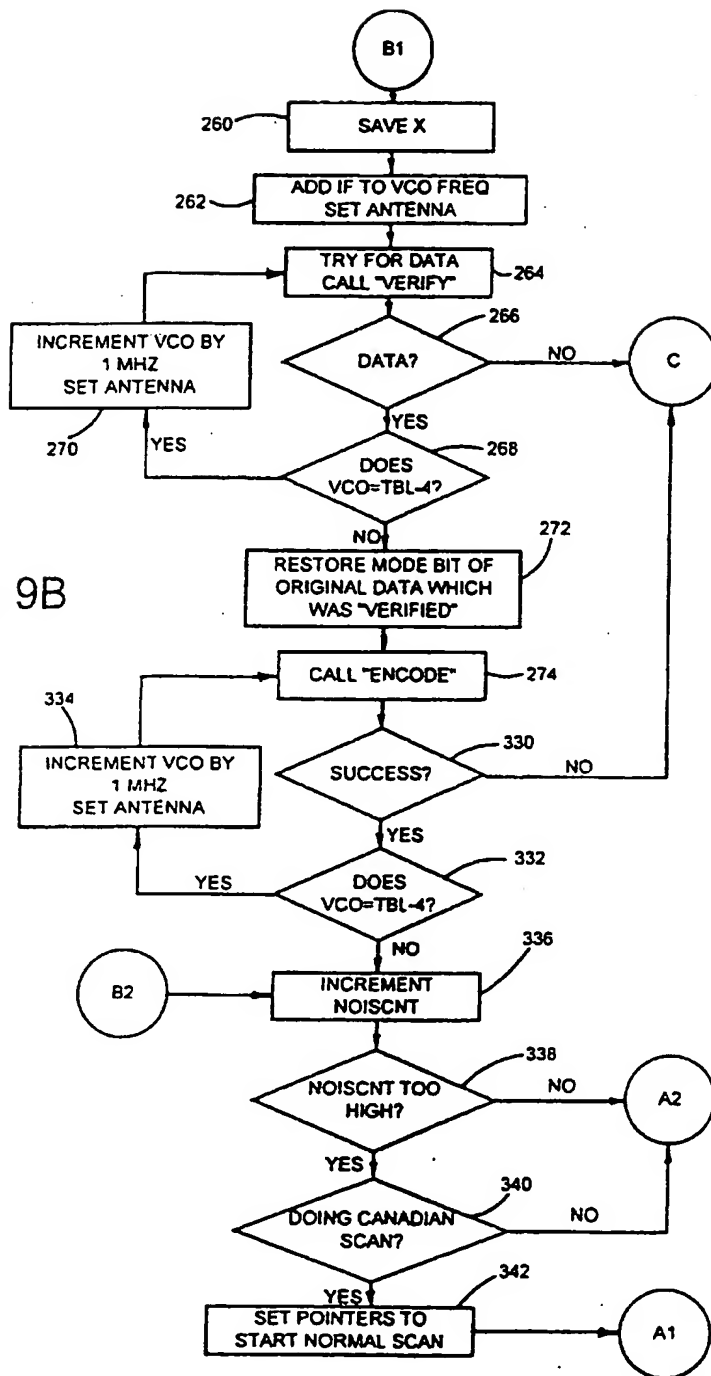 B1
260
SAVE X
262
ADD IF TO VCO FREQ
SET ANTENNA
TRY FOR DATA
CALL "VERIFY"
264
266
INCREMENT VCO BY
1 MHZ
SET ANTENNA
270
DATA?
NO
C
YES
YES
268
DOES
VCO=TBL-4?
NO
272
9B
RESTORE MODE BIT OF
ORIGINAL DATA WHICH
WAS "VERIFIED"
CALL "ENCODE"
274
334
INCREMENT VCO BY
1 MHZ
SET ANTENNA
330
SUCCESS?
NO
YES
332
YES
DOES
VCO=TBL-4?
NO
336
B2
INCREMENT
NOISCNT
338
NOISCNT TOO
HIGH?
NO
A2
YES
340
DOING CANADIAN
SCAN?
NO
342
YES
SET POINTERS TO
START NORMAL SCAN
A1